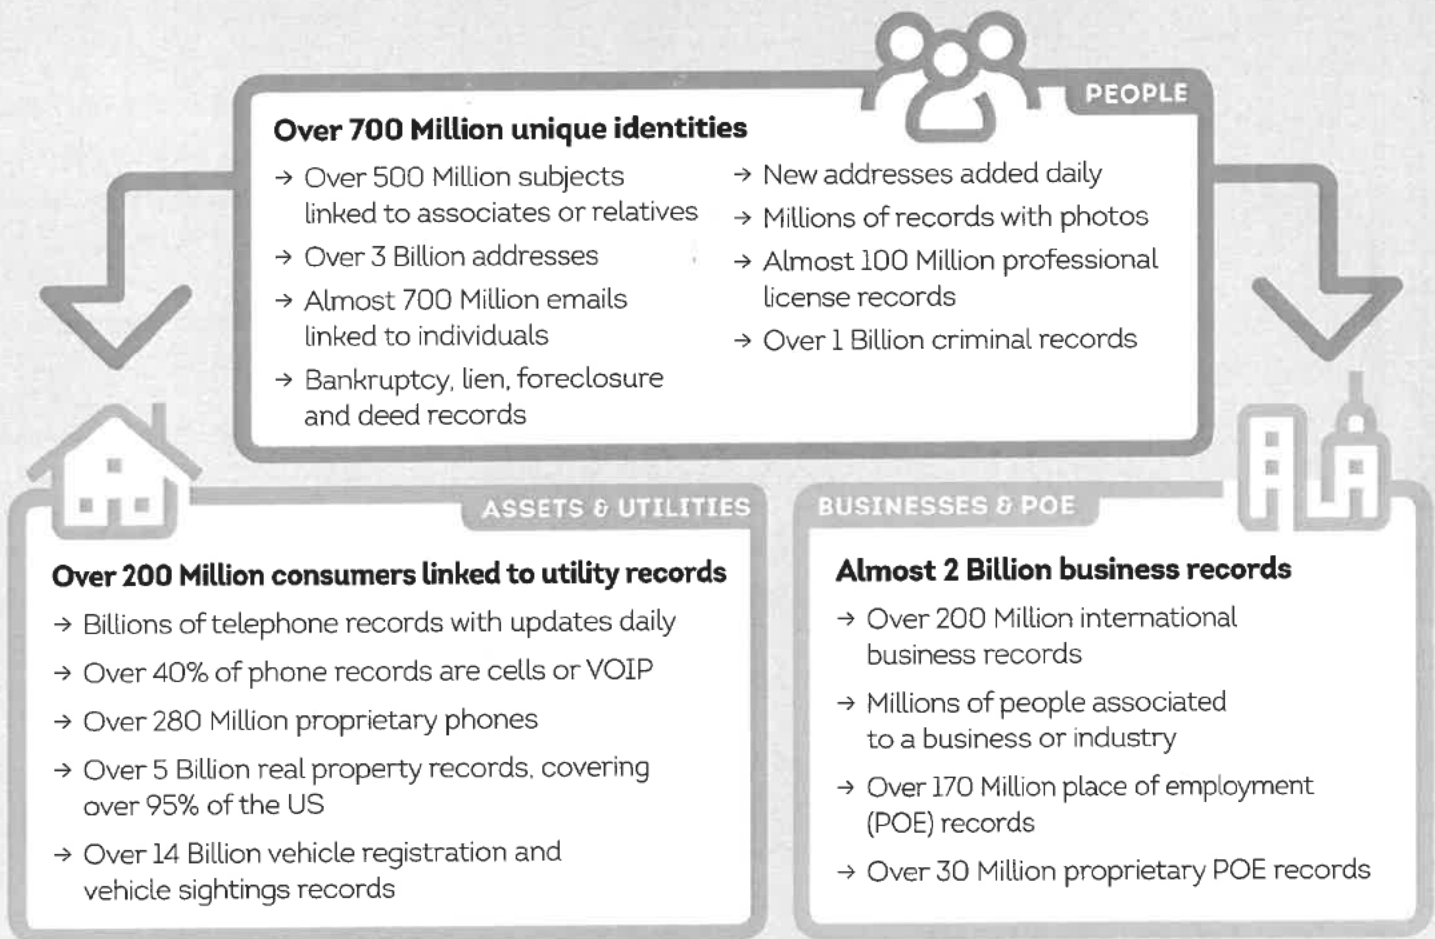 PEOPLE
Over 700 Million unique identities
→ Over 500 Million subjects
linked to associates or relatives
→ Over 3 Billion addresses
→ Almost 700 Million emails
linked to individuals
→ Bankruptcy, lien, foreclosure
and deed records
→ New addresses added daily
→ Millions of records with photos
→ Almost 100 Million professional
license records
→ Over 1 Billion criminal records
ASSETS & UTILITIES
Over 200 Million consumers linked to utility records
→ Billions of telephone records with updates daily
→ Over 40% of phone records are cells or VOIP
→ Over 280 Million proprietary phones
→ Over 5 Billion real property records, covering
over 95% of the US
→ Over 14 Billion vehicle registration and
vehicle sightings records
BUSINESSES & POE
Almost 2 Billion business records
→ Over 200 Million international
business records
→ Millions of people associated
to a business or industry
→ Over 170 Million place of employment
(POE) records
→ Over 30 Million proprietary POE records